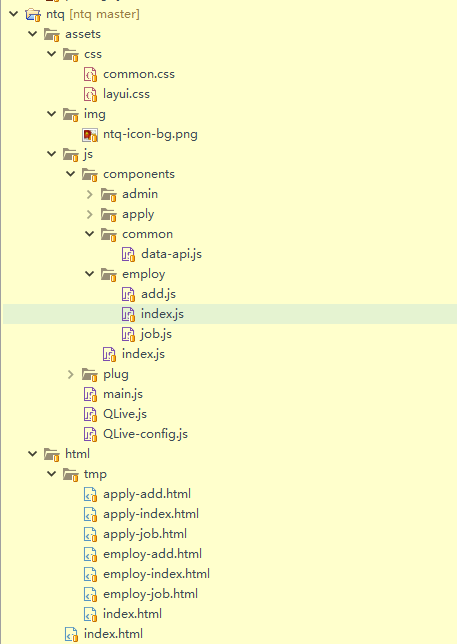 ntq [ntq master]
assets
css
common.css
layui.css
img
ntq-icon-bg.png
js
components
admin
apply
common
data-api.js
employ
add.js
index.js
job.js
index.js
plug
main.js
QLive.js
QLive-config.js
html
tmp
apply-add.html
apply-index.html
apply-job.html
employ-add.html
employ-index.html
employ-job.html
index.html
index.html